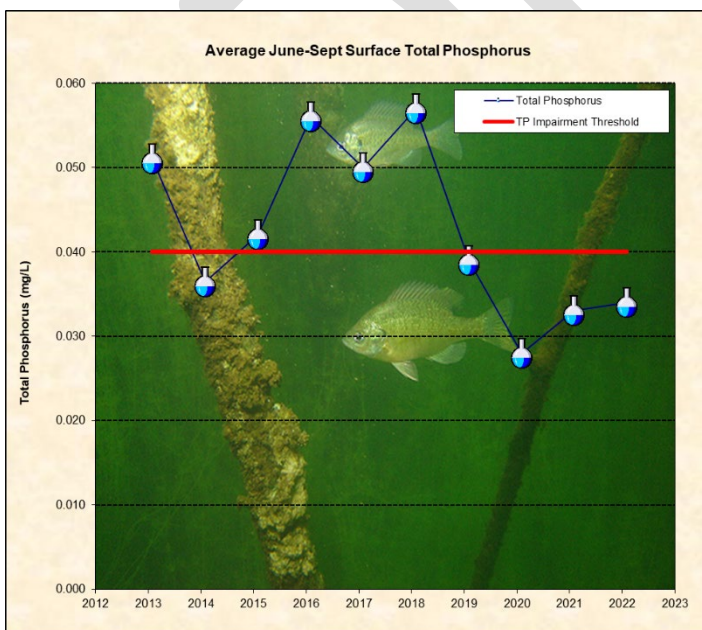 Average June-Sept Surface Total Phosphorus
0.060
0.050
0.040
0.030
0.020
0.010
0.000
Total Phosphorus (mg/L)
Total Phosphorus
TP Impairment Threshold
2012 2013 2014 2015 2016 2017 2018 2019 2020 2021 2022 2023